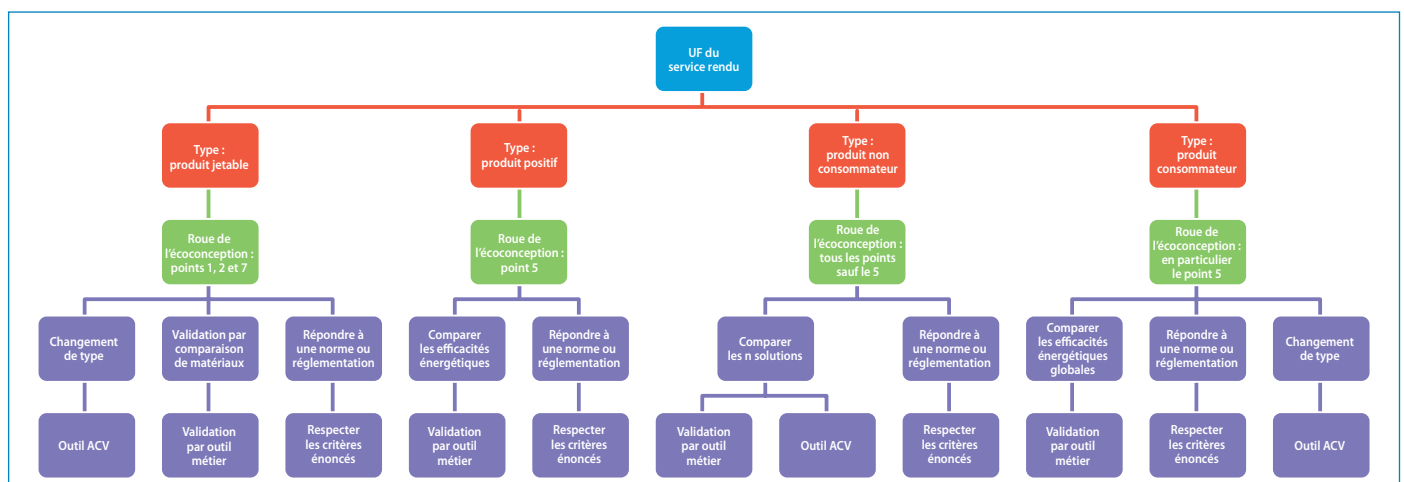 UF du
service rendu
Type :
produit jetable
Type :
produit positif
Type :
produit non
consommateur
Type :
produit
consommateur
Roue de
l'écoconception :
points 1, 2 et 7
Roue de
l'écoconception :
point 5
Roue de
l'écoconception :
tous les points
sauf le 5
Roue de
l'écoconception :
en particulier
le point 5
Changement
de type
Validation par
comparaison
de matériaux
Répondre à
une norme ou
réglementation
Comparer
les efficacités
énergétiques
Répondre à
une norme ou
réglementation
Comparer
les n solutions
Répondre à
une norme ou
réglementation
Comparer
les efficacités
énergétiques
globales
Répondre à
une norme ou
réglementation
Changement
de type
Outil ACV
Validation
par outil
métier
Respecter
les critères
énoncés
Validation
par outil
métier
Respecter
les critères
énoncés
Validation
par outil
métier
Outil ACV
Respecter
les critères
énoncés
Validation
par outil
métier
Respecter
les critères
énoncés
Outil ACV